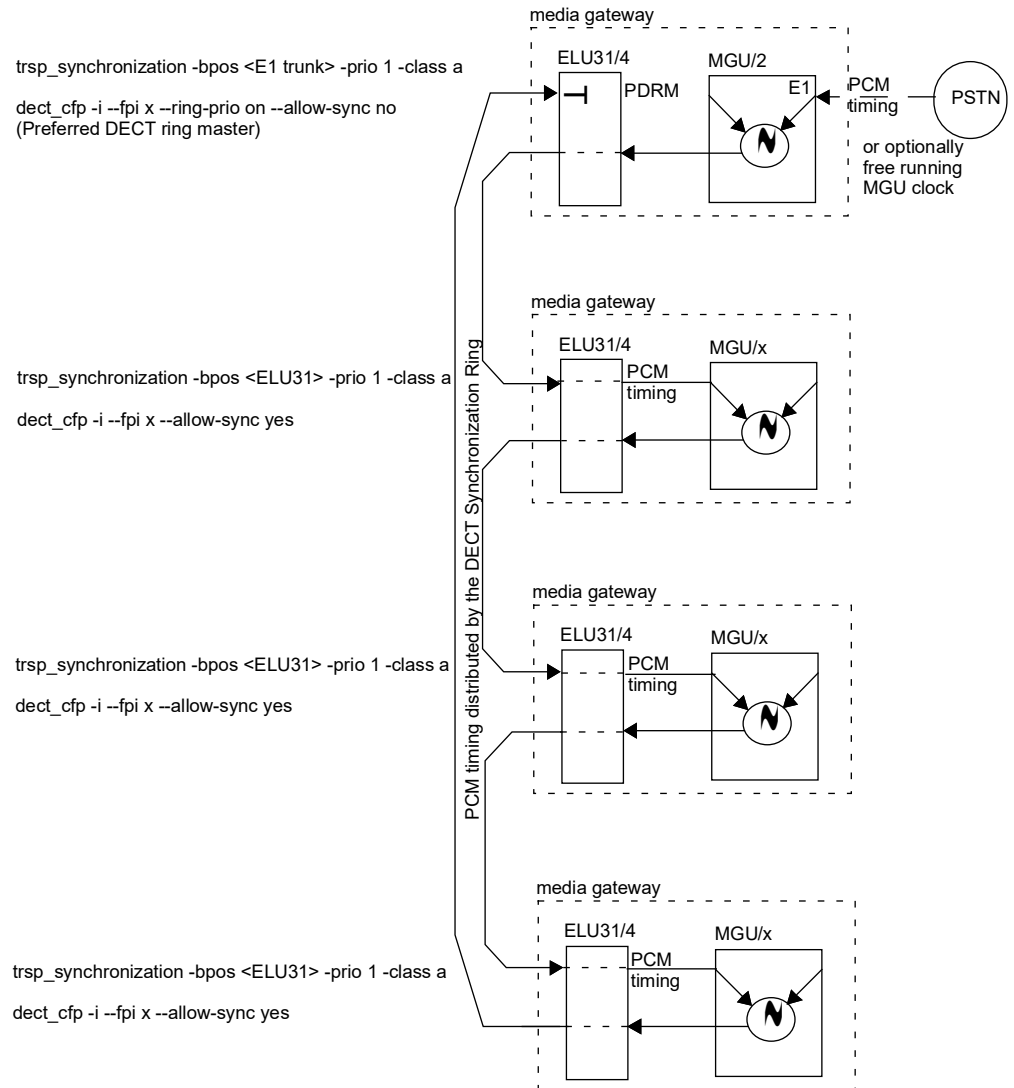 media gateway
trsp_synchronization -bpos <E1 trunk> -prio 1 -class a
dect_cfp -i --fpi x --ring-prio on --allow-sync no
(Preferred DECT ring master)
ELU31/4
PDRM
MGU/2
E1
PCM
timing
PSTN
or optionally
free running
MGU clock
PCM timing distributed by the DECT Synchronization Ring
media gateway
trsp_synchronization -bpos <ELU31> -prio 1 -class a
dect_cfp -i --fpi x --allow-sync yes
ELU31/4
PCM
timing
MGU/x
media gateway
trsp_synchronization -bpos <ELU31> -prio 1 -class a
dect_cfp -i --fpi x --allow-sync yes
ELU31/4
PCM
timing
MGU/x
media gateway
trsp_synchronization -bpos <ELU31> -prio 1 -class a
dect_cfp -i --fpi x --allow-sync yes
ELU31/4
PCM
timing
MGU/x